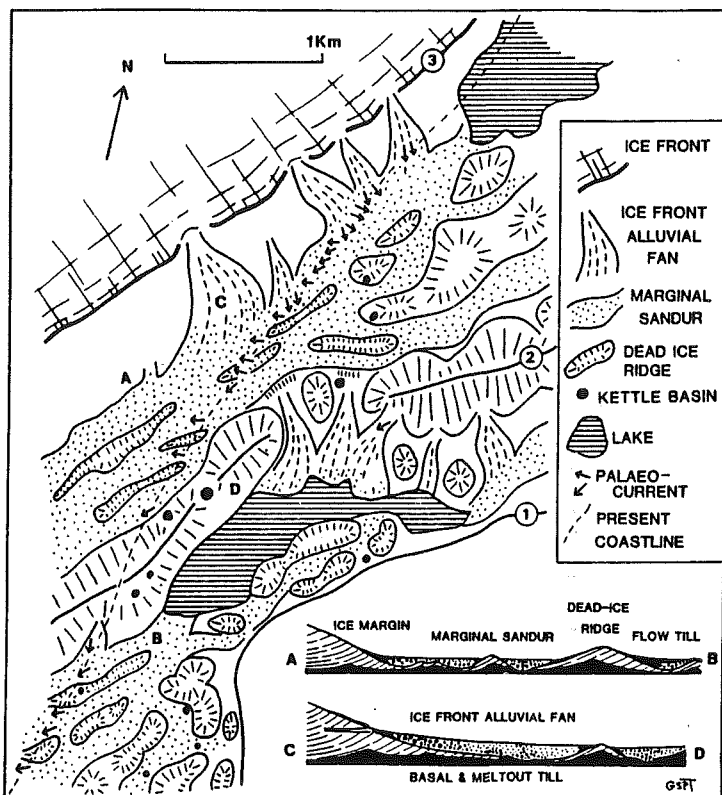 1Km
N
3
C
A
2
D
1
B
ICE FRONT
ICE FRONT
ALLUVIAL
FAN
MARGINAL
SANDUR
DEAD ICE
RIDGE
KETTLE BASIN
LAKE
PALAEO-
CURRENT
PRESENT
COASTLINE
DEAD-ICE
RIDGE
ICE MARGIN
MARGINAL SANDUR
FLOW TILL
A
B
ICE FRONT ALLUVIAL FAN
C
D
BASAL & MELTOUT TILL